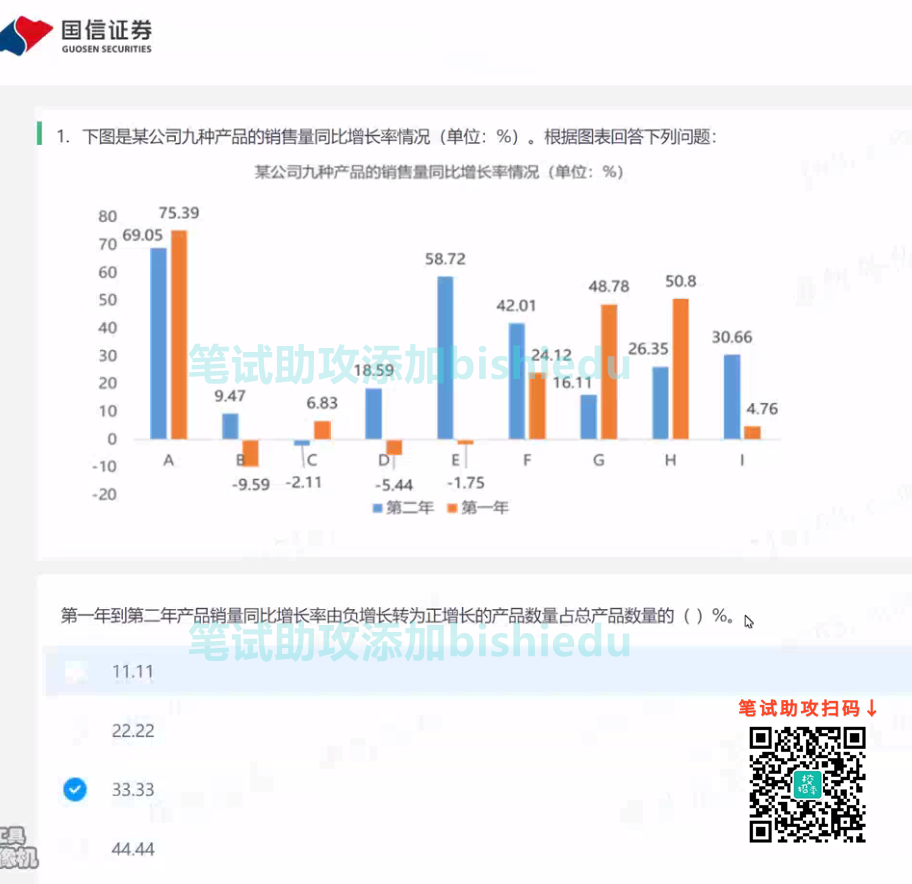 国信证券
GUOSEN SECURITIES
1. 下图是某公司九种产品的销售量同比增长率情况（单位：%）。根据图表回答下列问题：
某公司九种产品的销售量同比增长率情况（单位：%）
80
70
60
50
40
30
20
10
0
-10
-20
69.05
75.39
9.47
-9.59
-2.11
6.83
18.59
-5.44
58.72
-1.75
42.01
24.12
16.11
48.78
26.35
50.8
30.66
4.76
A B C D E F G H I
第二年 第一年
笔试助攻添加bishiedu
第一年到第二年产品销量同比增长率由负增长转为正增长的产品数量占总产品数量的（ ）%。
笔试助攻添加bishiedu
11.11
22.22
33.33
44.44
笔试助攻扫码↓
工具
像机